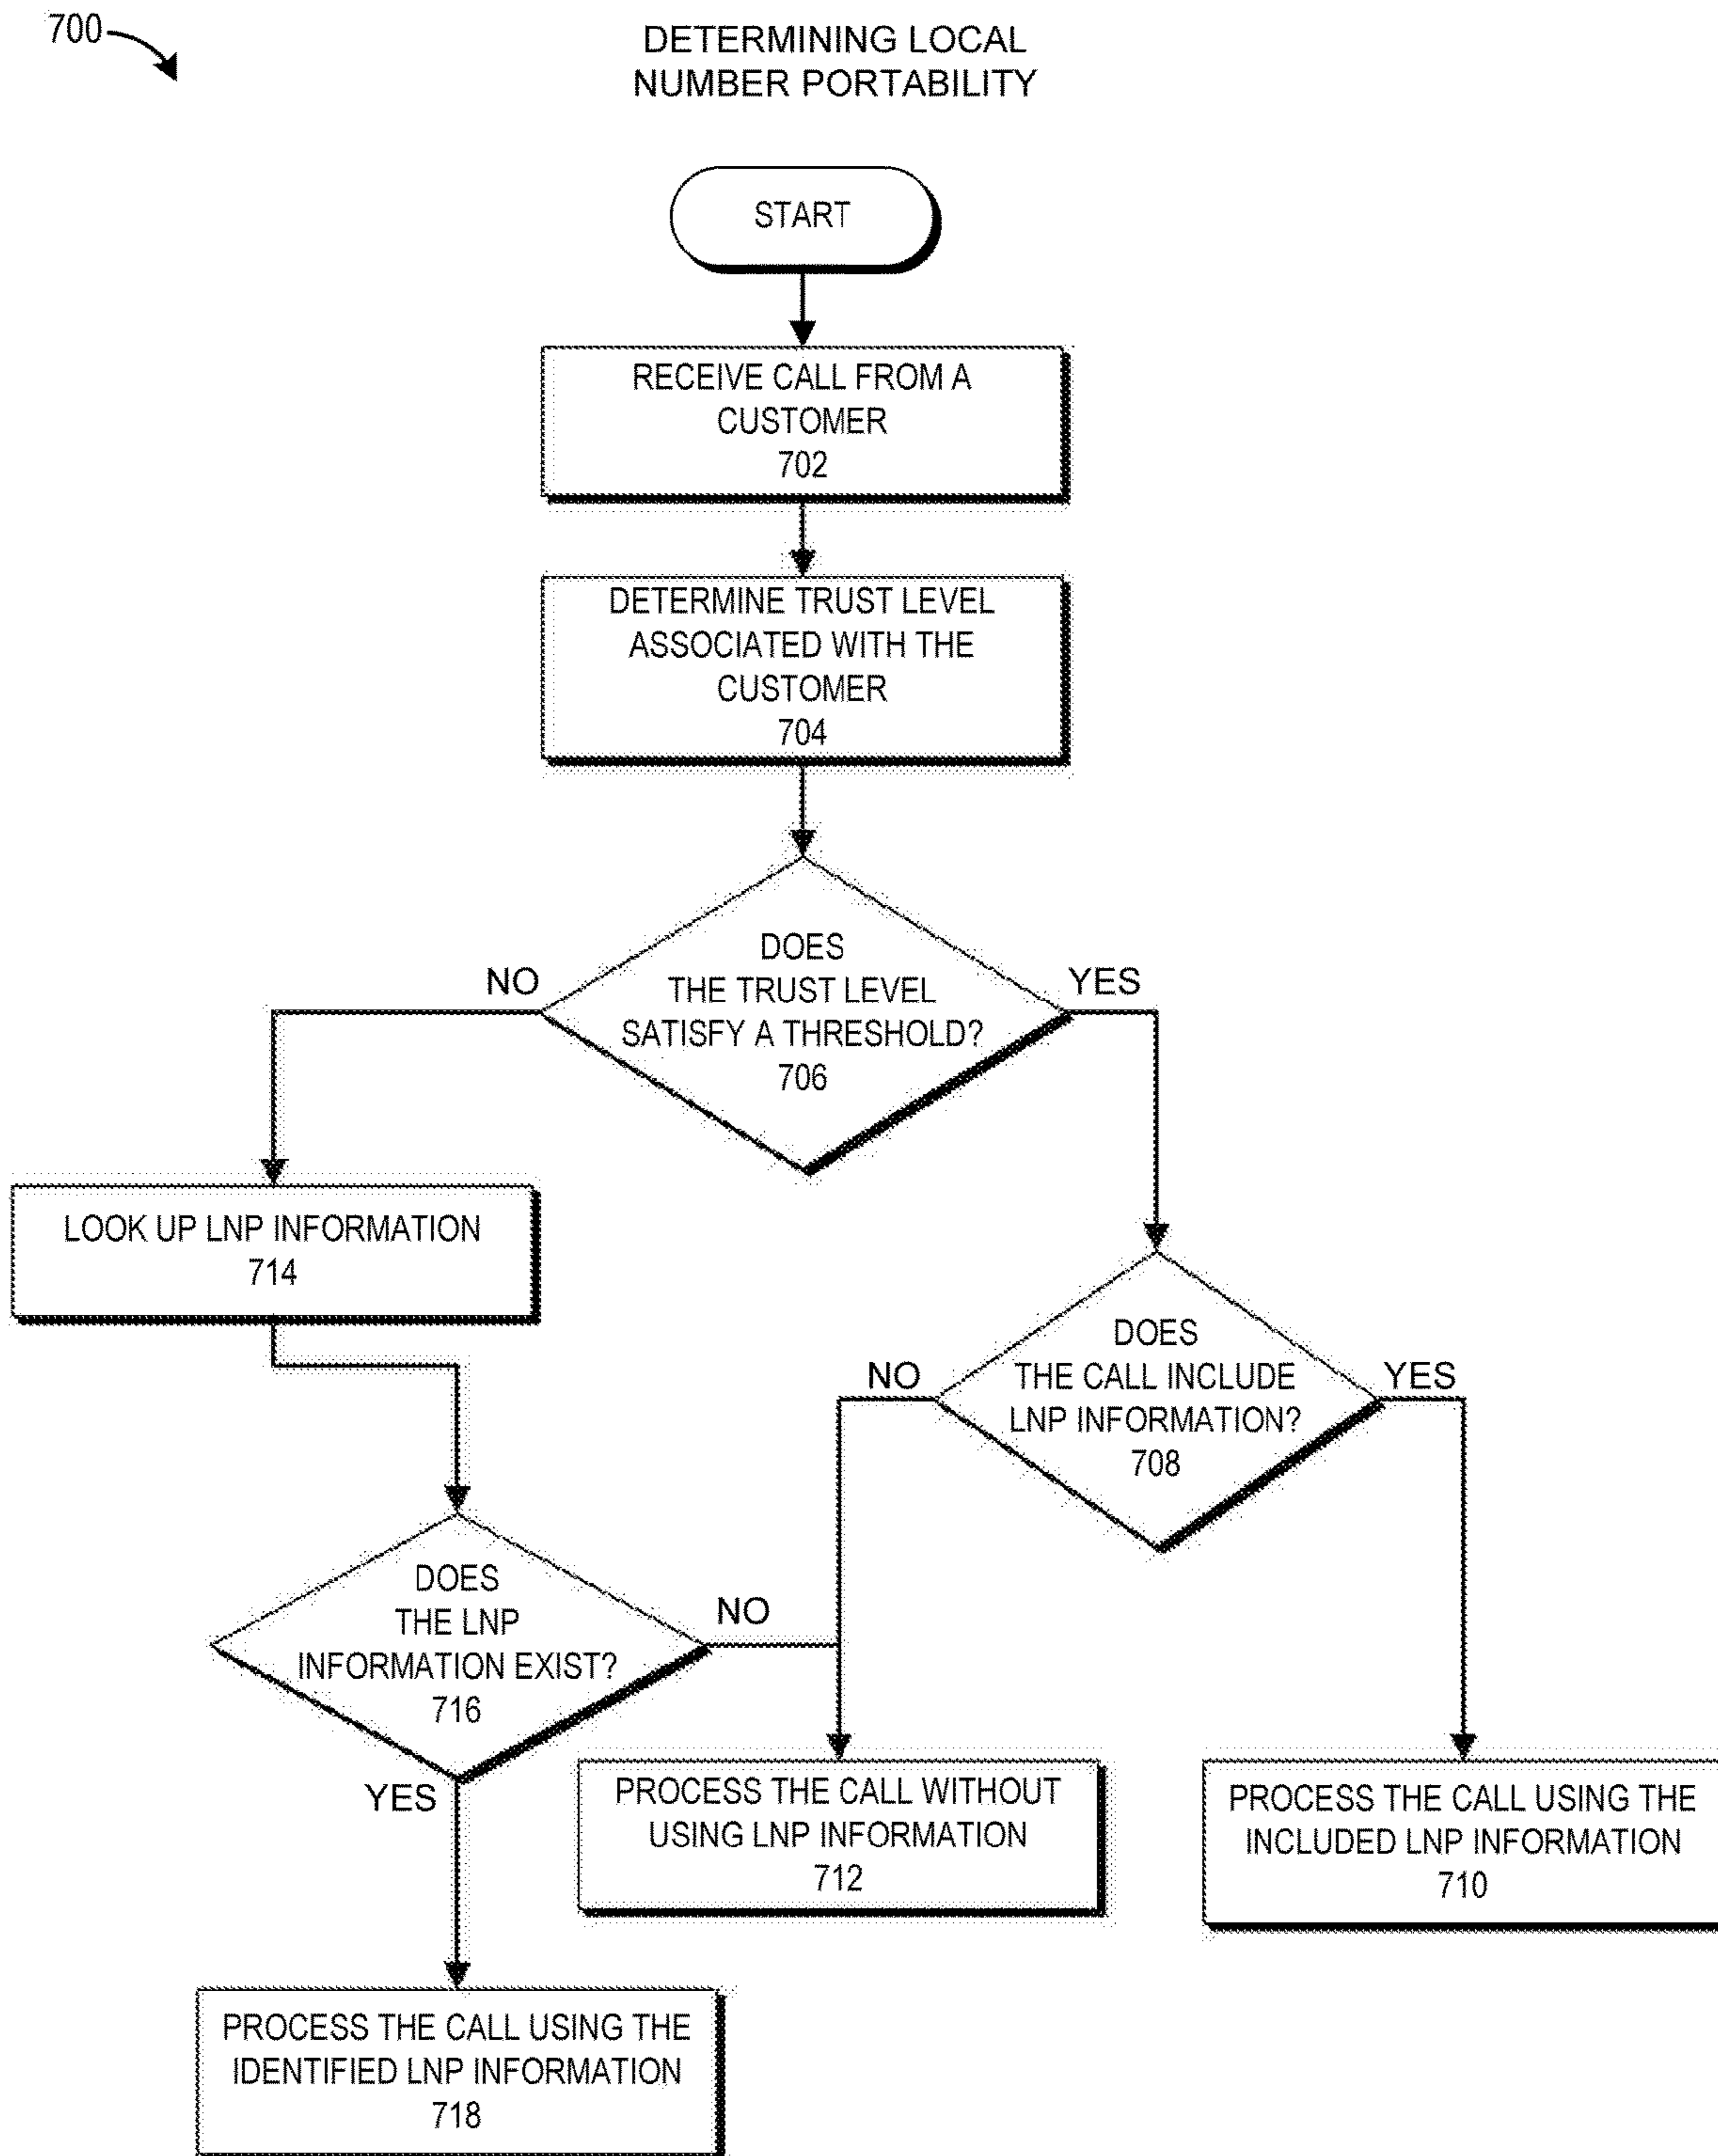 700
DETERMINING LOCAL
NUMBER PORTABILITY
START
RECEIVE CALL FROM A
CUSTOMER
702
DETERMINE TRUST LEVEL
ASSOCIATED WITH THE
CUSTOMER
704
DOES
THE TRUST LEVEL
SATISFY A THRESHOLD?
706
NO
YES
LOOK UP LNP INFORMATION
714
DOES
THE CALL INCLUDE
LNP INFORMATION?
708
NO
YES
DOES
THE LNP
INFORMATION EXIST?
716
NO
YES
PROCESS THE CALL WITHOUT
USING LNP INFORMATION
712
PROCESS THE CALL USING THE
INCLUDED LNP INFORMATION
710
PROCESS THE CALL USING THE
IDENTIFIED LNP INFORMATION
718